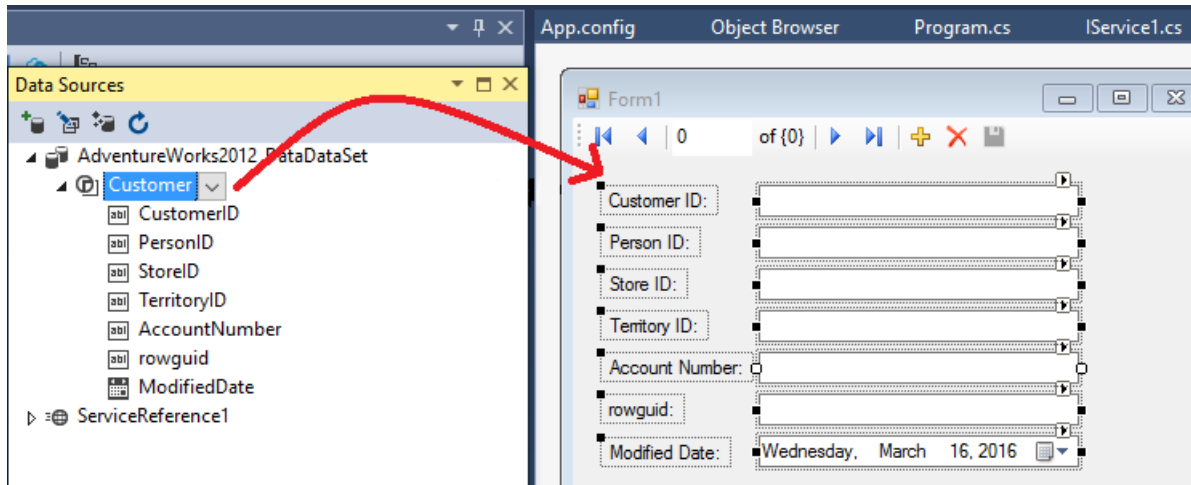 App.config Object Browser Program.cs IService1.cs
Data Sources
AdventureWorks2012_DataDataSet
Customer
CustomerID
PersonID
StoreID
TerritoryID
AccountNumber
rowguid
ModifiedDate
ServiceReference1
Form1
0 of {0}
Customer ID:
Person ID:
Store ID:
Territory ID:
Account Number:
rowguid:
Modified Date: Wednesday, March 16, 2016